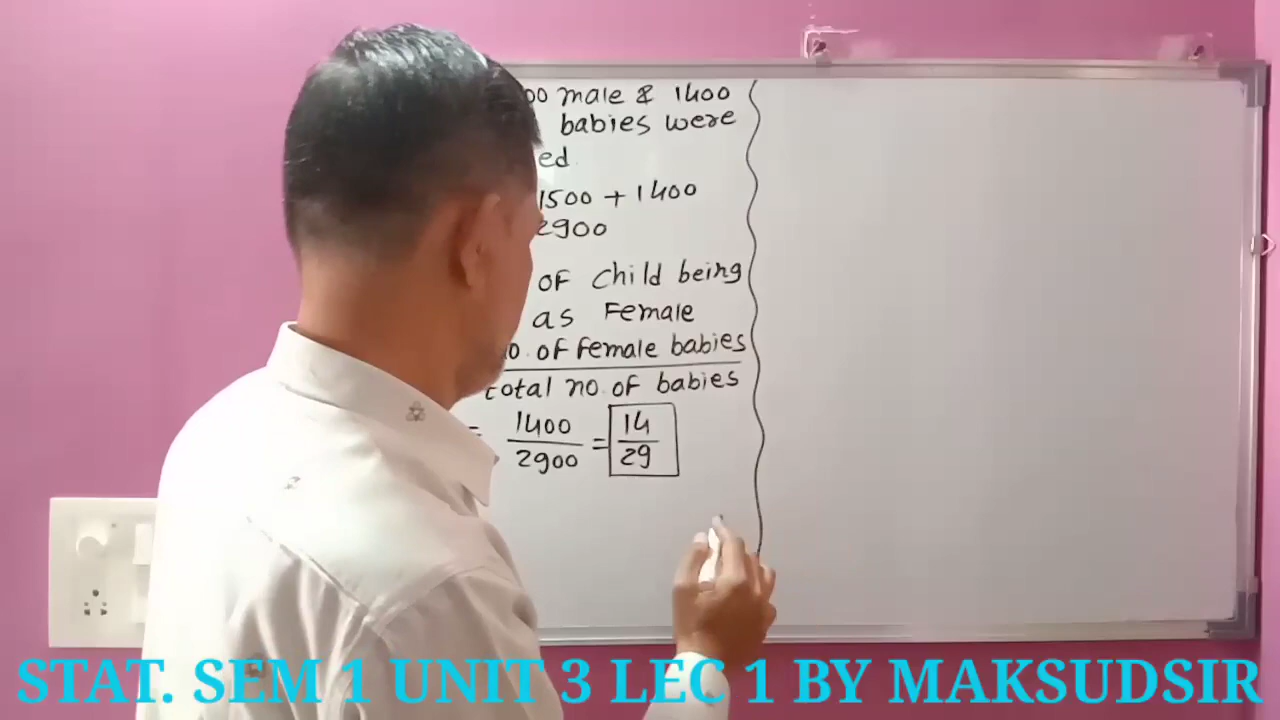 00 male & 1400
babies were
ed.
1500 + 1400
2900
OF Child being
as Female
no. of female babies
total no. of babies
= 1400/2900 = 14/29
STAT. SEM 1 UNIT 3 LEC 1 BY MAKSUDSIR